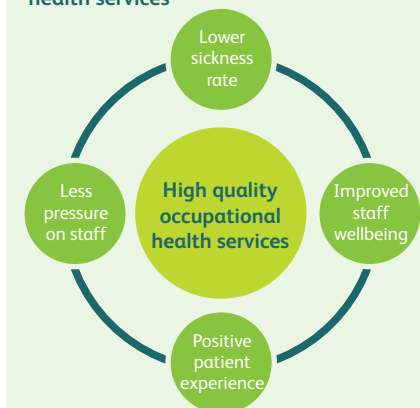 health services
Lower
sickness
rate
Less
pressure
on staff
High quality
occupational
health services
Improved
staff
wellbeing
Positive
patient
experience